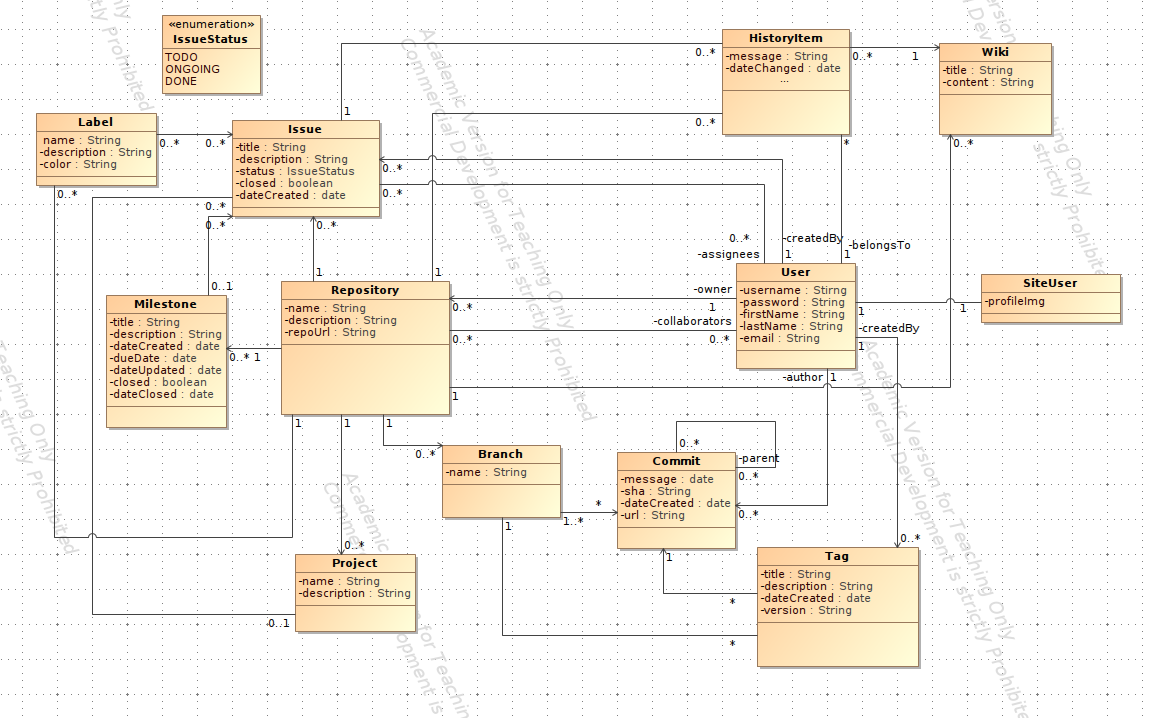 «enumeration»
IssueStatus
TODO
ONGOING
DONE
HistoryItem
-message : String
-dateChanged : date
...
0..*
0..*
0..*
1
*
Wiki
-title : String
-content : String
0..*
Label
name : String
-description : String
-color : String
0..*
0..*
0..*
1
Issue
-title : String
-description : String
-status : IssueStatus
-closed : boolean
-dateCreated : date
0..*
0..*
0..*
0..*
0..*
0..*
-assignees
-createdBy
1
-belongsTo
1
User
-username : String
-password : String
-firstName : String
-lastName : String
-email : String
1
1
SiteUser
-profileImg
-createdBy
1
-author
1
0..1
Milestone
-title : String
-description : String
-dateCreated : date
-dueDate : date
-dateUpdated : date
-closed : boolean
-dateClosed : date
0..*
1
1
1
Repository
-name : String
-description : String
-repoUrl : String
-owner
0..*
1
-collaborators
0..*
0..*
1
1
1
1
0..*
Branch
-name : String
*
1..*
1
Commit
-message : date
-sha : String
-dateCreated : date
-url : String
0..*
-parent
0..*
0..*
1
0..*
Project
-name : String
-description : String
0..1
0..*
Tag
-title : String
-description : String
-dateCreated : date
-version : String
*
*
Academic Version for Teaching Only
Commercial Development is strictly Prohibited